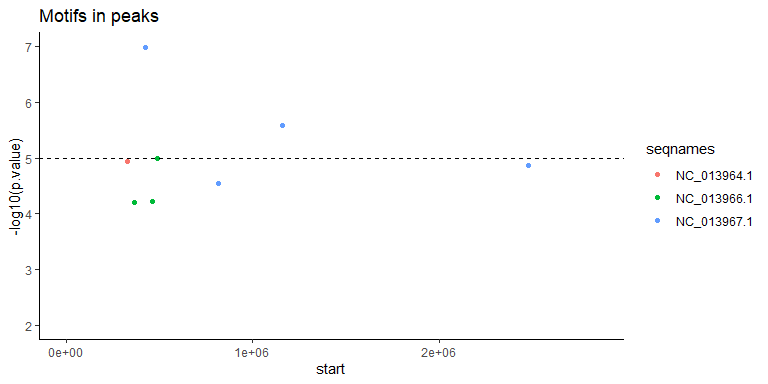 Motifs in peaks
7
6
5
4
3
2
-log10(p.value)
0e+00
1e+06
2e+06
start
seqnames
NC_013964.1
NC_013966.1
NC_013967.1